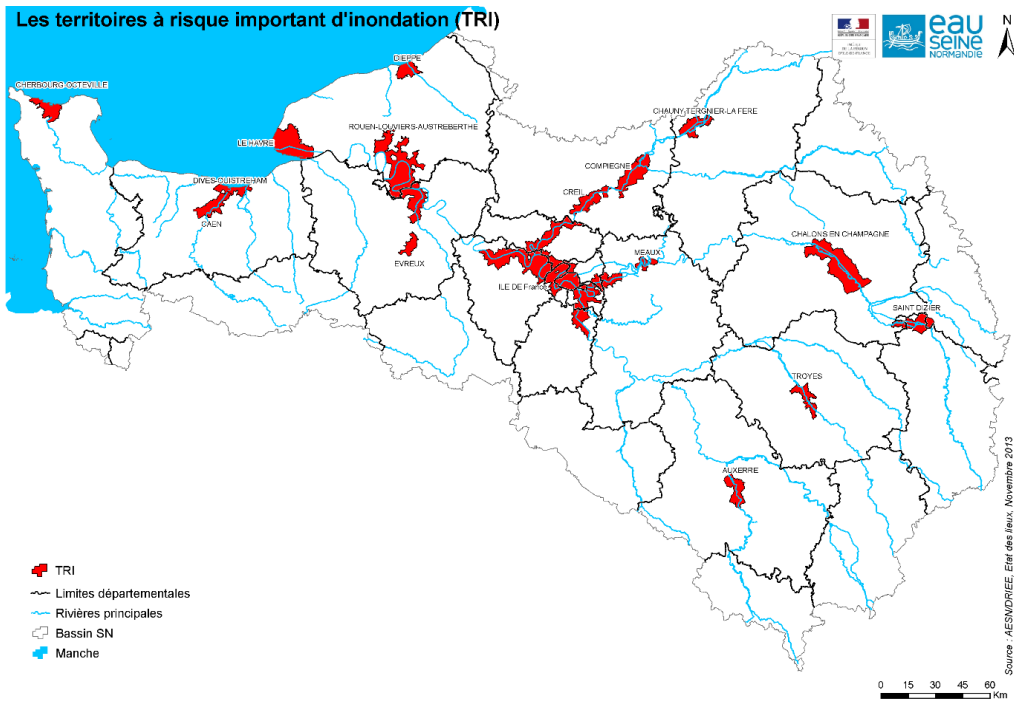 Les territoires à risque important d'inondation (TRI)
eau
SEINE
NORMANDIE
N
DIEPPE
CHERBOURG-OCTEVILLE
CHAUNY-TERGNIER-LA FERE
ROUEN-LOUVIERS-AUSTREBERTHE
LE HAVRE
COMPIEGNE
DIVES-OUISTREHAM
CREIL
CAEN
CHALONS EN CHAMPAGNE
MEAUX
EVREUX
ILE DE France
SAINT DIZIER
TROYES
AUXERRE
TRI
Limites départementales
Rivières principales
Bassin SN
Manche
Source : AESN/DRIEE, Etat des lieux, Novembre 2013
0 15 30 45 60
Km